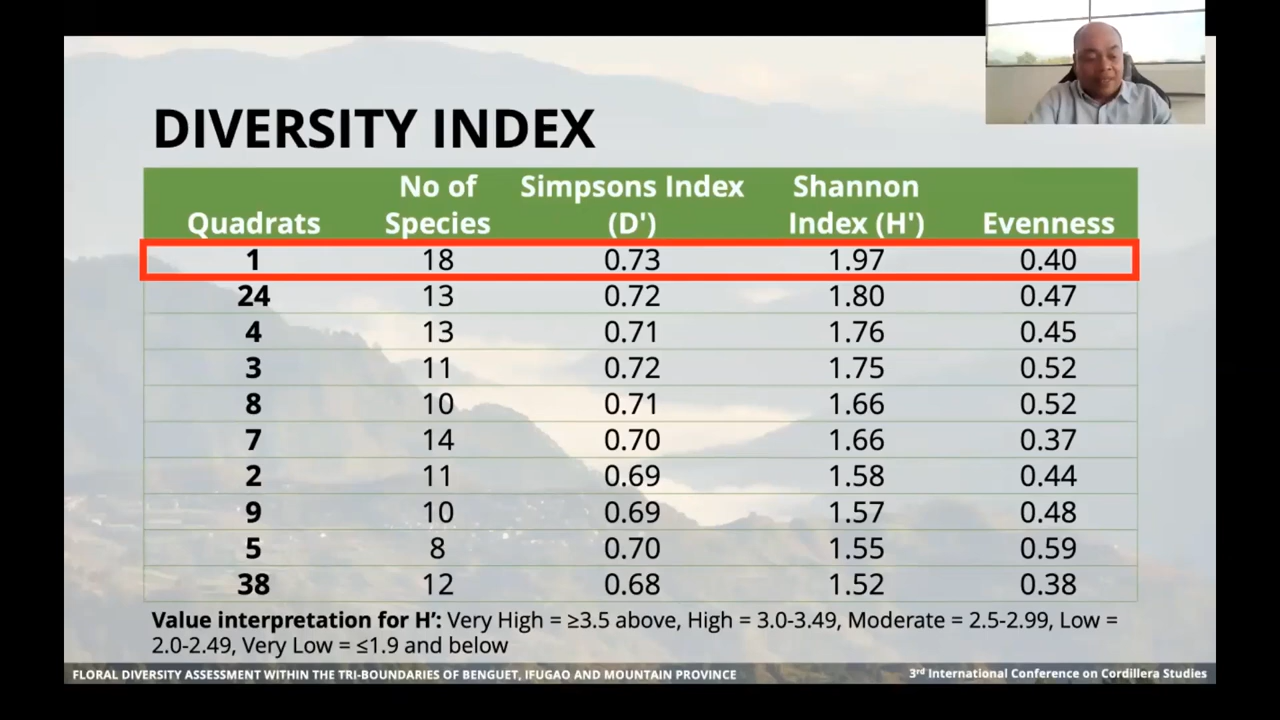 DIVERSITY INDEX
Quadrats No of Species Simpsons Index (D') Shannon Index (H') Evenness
1 18 0.73 1.97 0.40
24 13 0.72 1.80 0.47
4 13 0.71 1.76 0.45
3 11 0.72 1.75 0.52
8 10 0.71 1.66 0.52
7 14 0.70 1.66 0.37
2 11 0.69 1.58 0.44
9 10 0.69 1.57 0.48
5 8 0.70 1.55 0.59
38 12 0.68 1.52 0.38
Value interpretation for H’: Very High = ≥3.5 above, High = 3.0-3.49, Moderate = 2.5-2.99, Low =
2.0-2.49, Very Low = ≤1.9 and below
FLORAL DIVERSITY ASSESSMENT WITHIN THE TRI-BOUNDARIES OF BENGUET, IFUGAO AND MOUNTAIN PROVINCE
3rd International Conference on Cordillera Studies